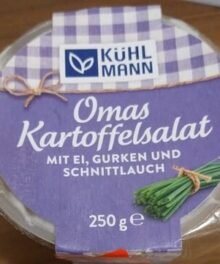 KÜHL
MANN
Omas
Kartoffelsalat
MIT EI, GURKEN UND
SCHNITTLAUCH
250 g e